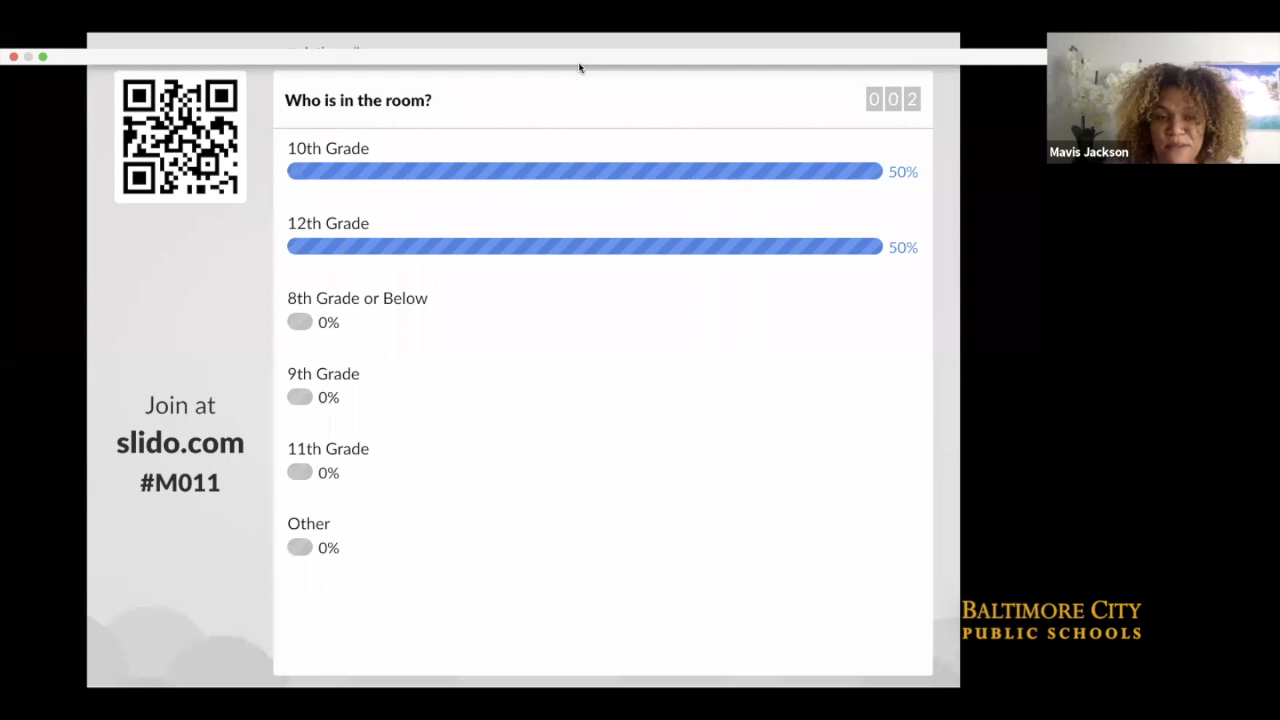 Who is in the room?
002
10th Grade
50%
12th Grade
50%
8th Grade or Below
0%
9th Grade
0%
11th Grade
0%
Other
0%
Join at
slido.com
#M011
Mavis Jackson
BALTIMORE CITY
PUBLIC SCHOOLS